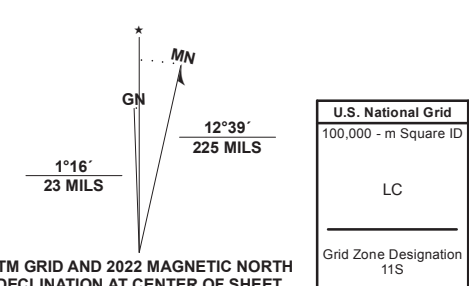 ★
MN
GN
12°39´
225 MILS
1°16´
23 MILS
TM GRID AND 2022 MAGNETIC NORTH
DECLINATION AT CENTER OF SHEET
U.S. National Grid
100,000 - m Square ID
LC
Grid Zone Designation
11S